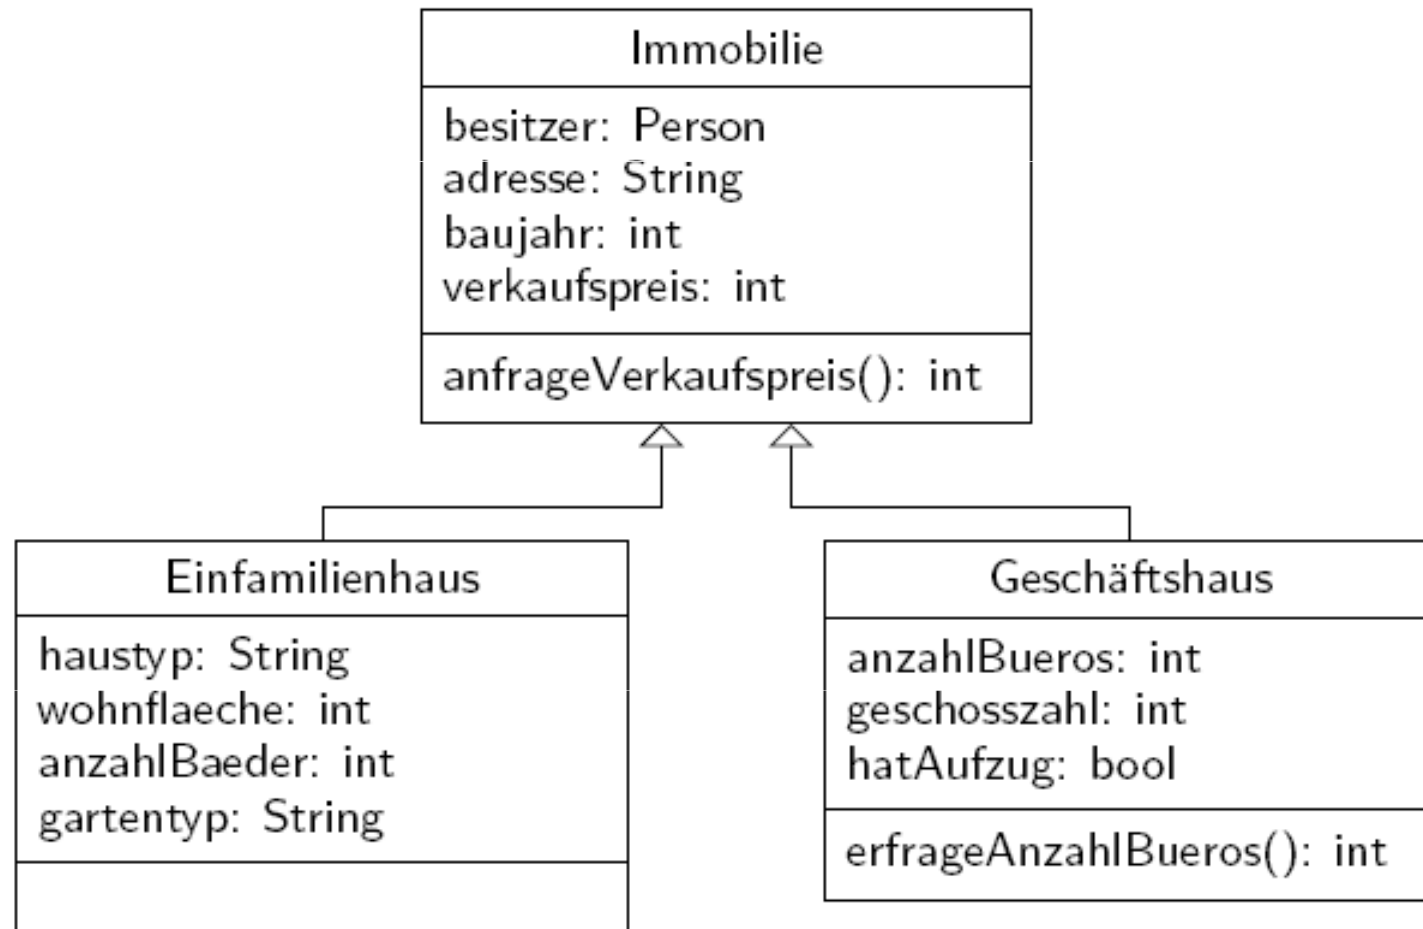 Immobilie
besitzer: Person
adresse: String
baujahr: int
verkaufspreis: int
anfrageVerkaufspreis(): int
Einfamilienhaus
haustyp: String
wohnflaeche: int
anzahlBaeder: int
gartentyp: String
Geschäftshaus
anzahlBueros: int
geschosszahl: int
hatAufzug: bool
erfrageAnzahlBueros(): int